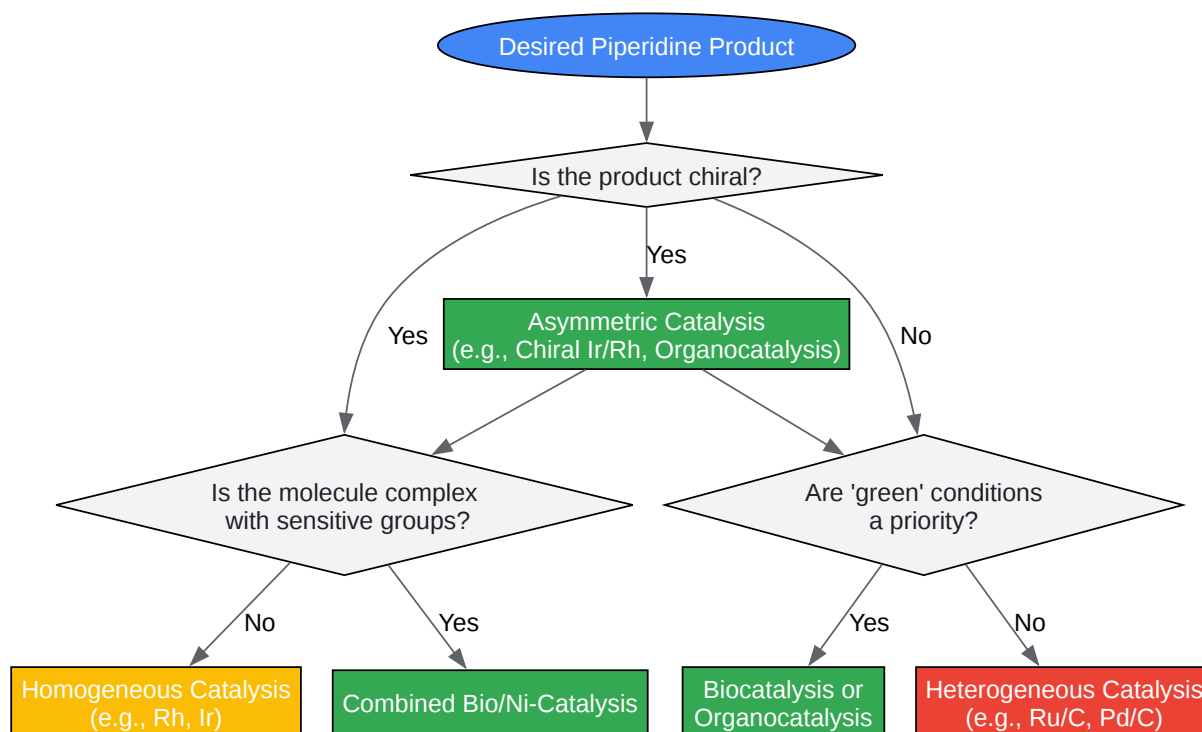 Desired Piperidine Product
Is the product chiral?
Yes
Asymmetric Catalysis
(e.g., Chiral Ir/Rh, Organocatalysis)
Yes
No
Is the molecule complex
with sensitive groups?
Are 'green' conditions
a priority?
No
Yes
Yes
No
Homogeneous Catalysis
(e.g., Rh, Ir)
Combined Bio/Ni-Catalysis
Biocatalysis or
Organocatalysis
Heterogeneous Catalysis
(e.g., Ru/C, Pd/C)